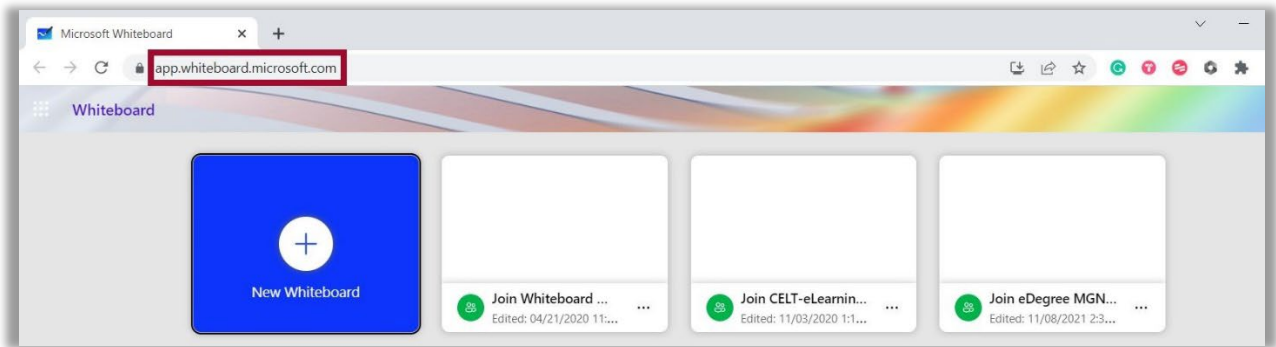 Microsoft Whiteboard
app.whiteboard.microsoft.com
Whiteboard
New Whiteboard
Join Whiteboard ...
Edited: 04/21/2020 11:...
Join CELT-eLearnin...
Edited: 11/03/2020 1:1...
Join eDegree MGN...
Edited: 11/08/2021 2:3...